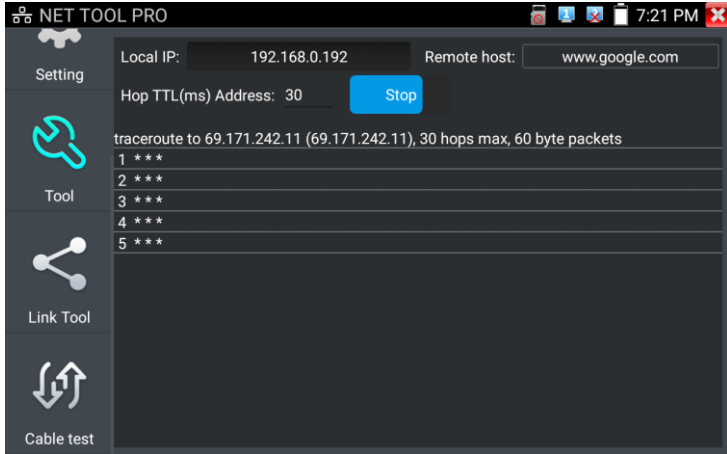 NET TOOL PRO
1
7:21 PM
Setting
Local IP: 192.168.0.192 Remote host: www.google.com
Hop TTL(ms) Address: 30 Stop
traceroute to 69.171.242.11 (69.171.242.11), 30 hops max, 60 byte packets
1 * * *
2 * * *
3 * * *
4 * * *
5 * * *
Tool
Link Tool
Cable test